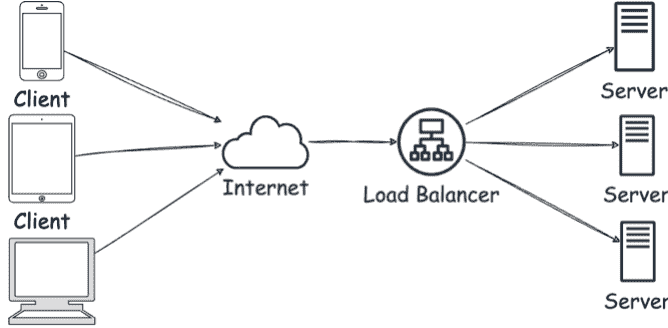 Client
Server
Client
Internet
Load Balancer
Server
Server